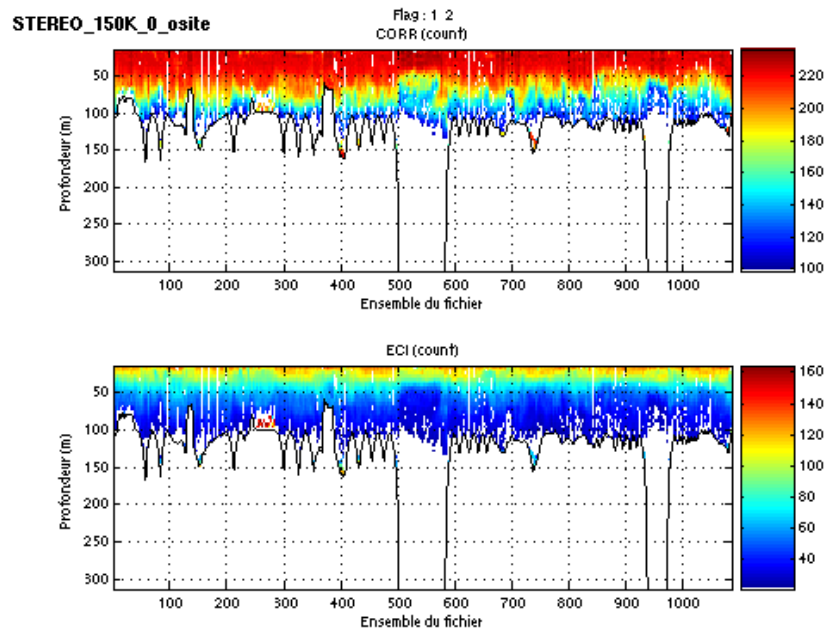 STEREO_150K_0_osite
Flag : 1 2
CORR (count)
50
100
150
200
250
300
Profondeur (m)
100 200 300 400 500 600 700 800 900 1000
Ensemble du fichier
220
200
180
160
140
120
100
ECI (count)
50
100
150
200
250
300
Profondeur (m)
100 200 300 400 500 600 700 800 900 1000
Ensemble du fichier
160
140
120
100
80
60
40